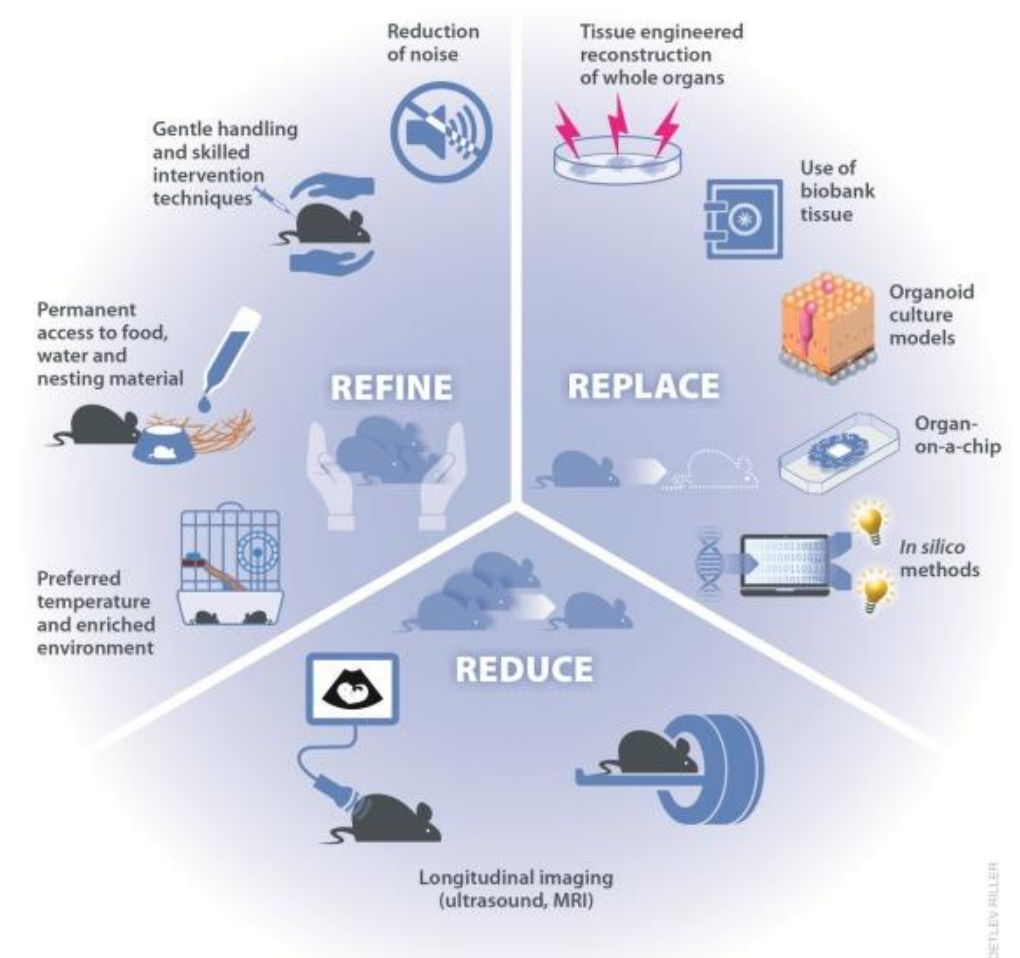 Reduction
of noise
Gentle handling
and skilled
intervention
techniques
Permanent
access to food,
water and
nesting material
Preferred
temperature
and enriched
environment
REFINE
Tissue engineered
reconstruction
of whole organs
Use of
biobank
tissue
Organoid
culture
models
Organ-
on-a-chip
In silico
methods
REPLACE
REDUCE
Longitudinal imaging
(ultrasound, MRI)
DETLEV RILLER